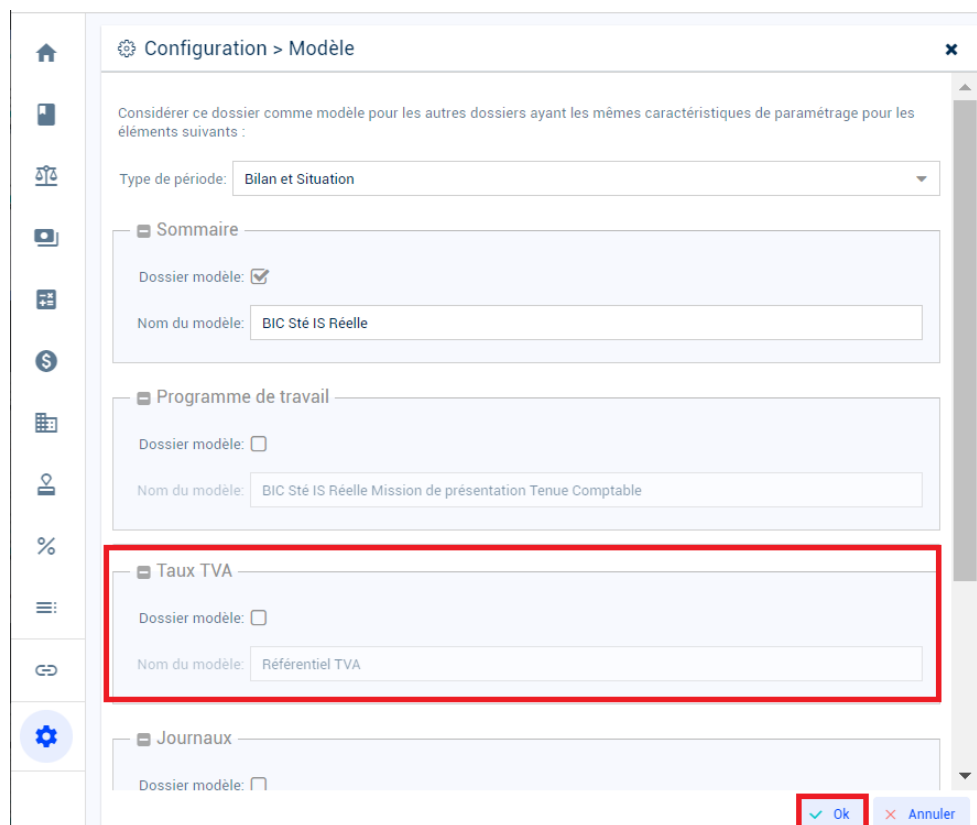 Configuration > Modèle
Considérer ce dossier comme modèle pour les autres dossiers ayant les mêmes caractéristiques de paramétrage pour les
éléments suivants :
Type de période: Bilan et Situation
Sommaire
Dossier modèle:
Nom du modèle: BIC Sté IS Réelle
Programme de travail
Dossier modèle:
Nom du modèle: BIC Sté IS Réelle Mission de présentation Tenue Comptable
Taux TVA
Dossier modèle:
Nom du modèle: Référentiel TVA
Journaux
Dossier modèle:
Ok Annuler